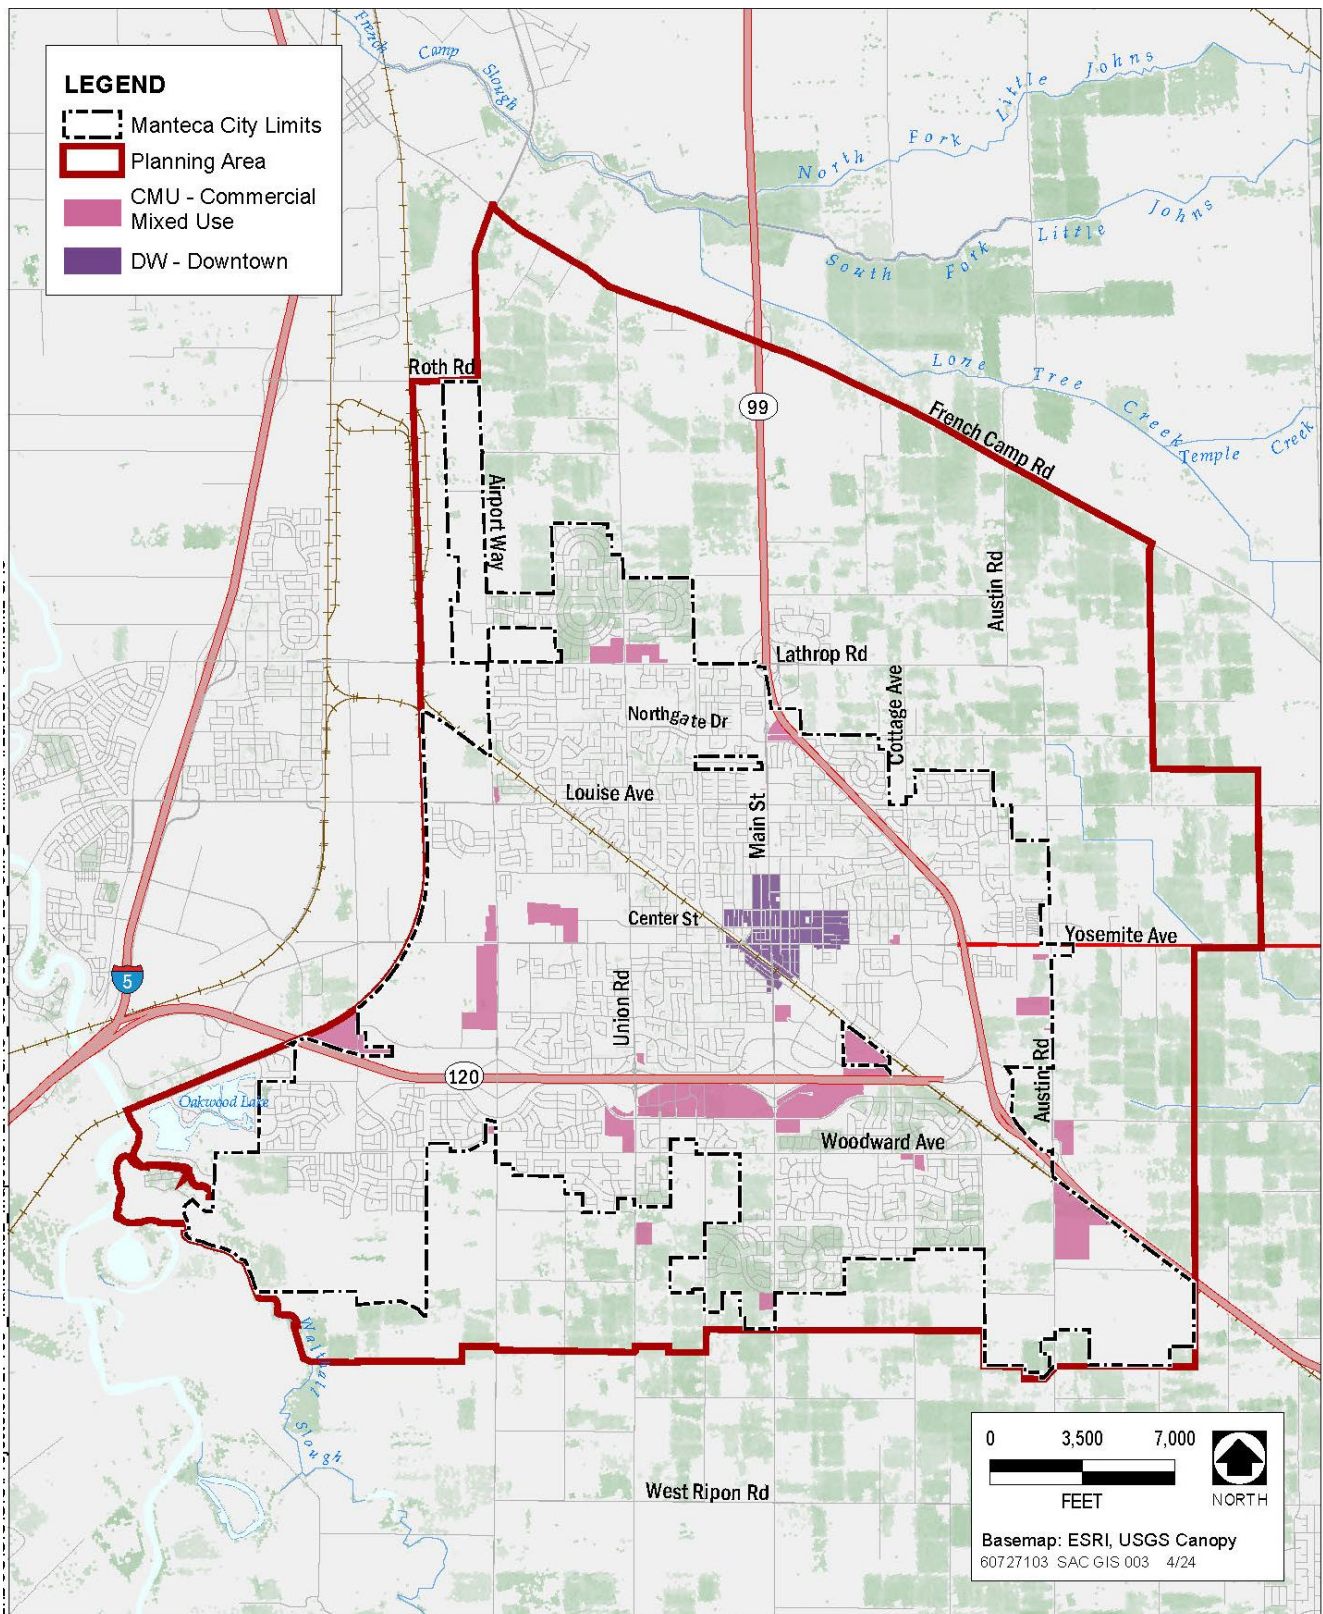 French
Camp
Slough
LEGEND
Manteca City Limits
Planning Area
CMU - Commercial
Mixed Use
DW - Downtown
North Fork Little Johns
South Fork Little Johns
Roth Rd
99
Lone Tree Creek
French Camp Rd
Temple Creek
Airport Way
Austin Rd
Lathrop Rd
Cottage Ave
Northgate Dr
Louise Ave
Main St
Center St
Yosemite Ave
5
Union Rd
120
Austin Rd
Oakwood Lake
Woodward Ave
Walthall
Slough
West Ripon Rd
0 3,500 7,000
FEET
NORTH
Basemap: ESRI, USGS Canopy
60727103 SAC GIS 003 4/24